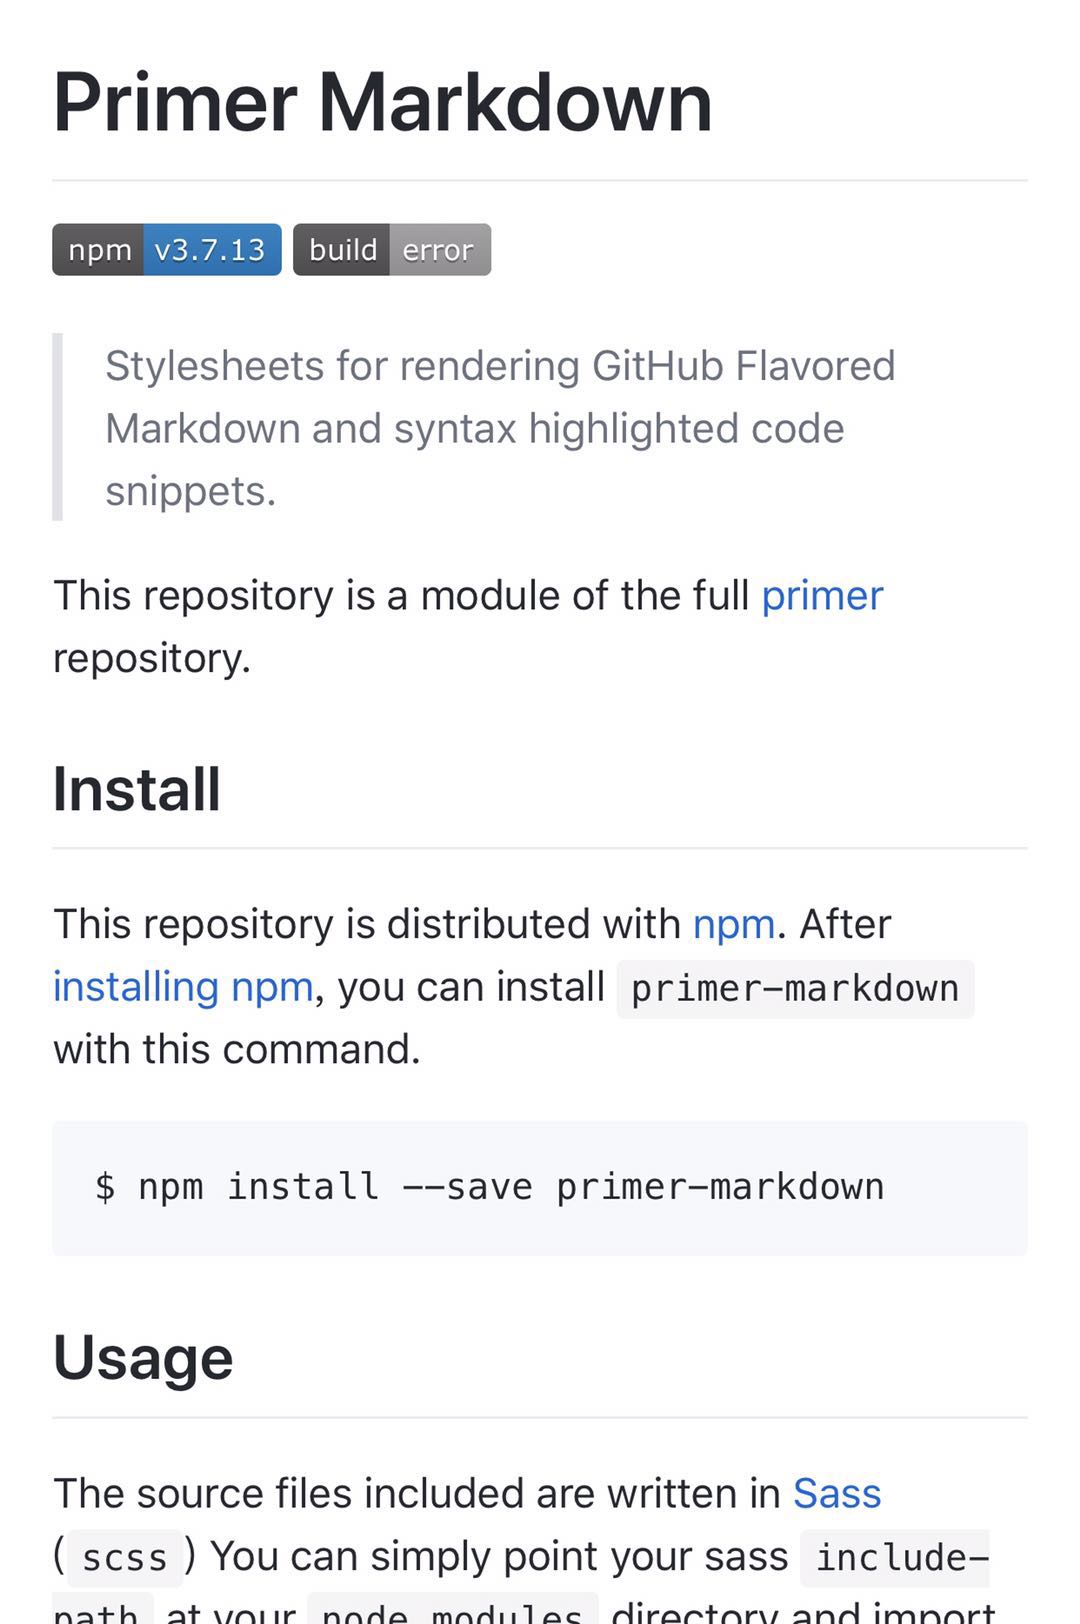 Primer Markdown
npm v3.7.13 build error
Stylesheets for rendering GitHub Flavored
Markdown and syntax highlighted code
snippets.
This repository is a module of the full primer
repository.
Install
This repository is distributed with npm. After
installing npm, you can install primer-markdown
with this command.
$ npm install --save primer-markdown
Usage
The source files included are written in Sass
(scss) You can simply point your sass include-
path at your node_modules directory and import